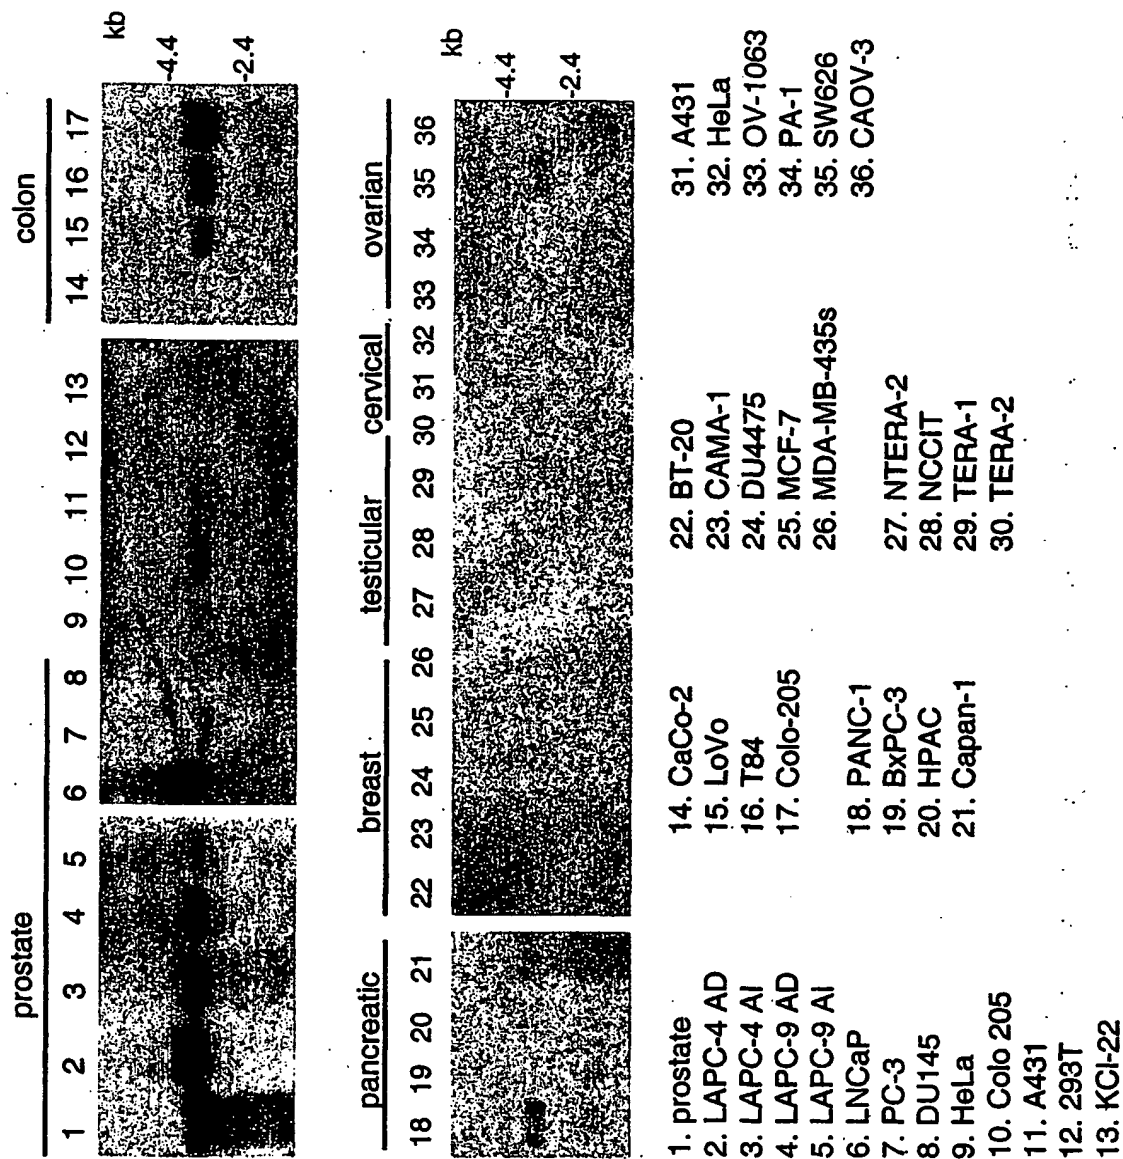 prostate
colon
1 2 3 4 5 6 7 8 9 10 11 12 13 14 15 16 17
kb
-4.4
-2.4
pancreatic
breast
testicular
cervical
ovarian
18 19 20 21 22 23 24 25 26 27 28 29 30 31 32 33 34 35 36
kb
-4.4
-2.4
1. prostate
2. LAPC-4 AD
3. LAPC-4 AI
4. LAPC-9 AD
5. LAPC-9 AI
6. LNCaP
7. PC-3
8. DU145
9. HeLa
10. Colo 205
11. A431
12. 293T
13. KCl-22
14. CaCo-2
15. LoVo
16. T84
17. Colo-205
18. PANC-1
19. BxPC-3
20. HPAC
21. Capan-1
22. BT-20
23. CAMA-1
24. DU4475
25. MCF-7
26. MDA-MB-435s
27. NTERA-2
28. NCCIT
29. TERA-1
30. TERA-2
31. A431
32. HeLa
33. OV-1063
34. PA-1
35. SW626
36. CAOV-3